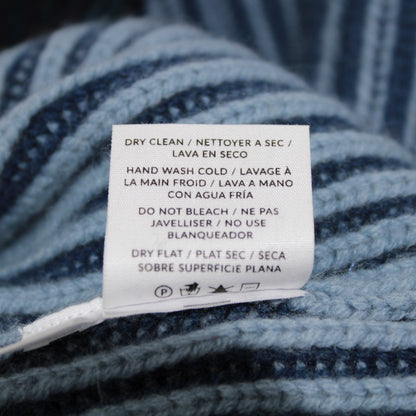 DRY CLEAN / NETTOYER A SEC /
LAVA EN SECO
HAND WASH COLD / LAVAGE À
LA MAIN FROID / LAVA A MANO
CON AGUA FRÍA
DO NOT BLEACH / NE PAS
JAVELLISER / NO USE
BLANQUEADOR
DRY FLAT / PLAT SEC / SECA
SOBRE SUPERFICIE PLANA
P